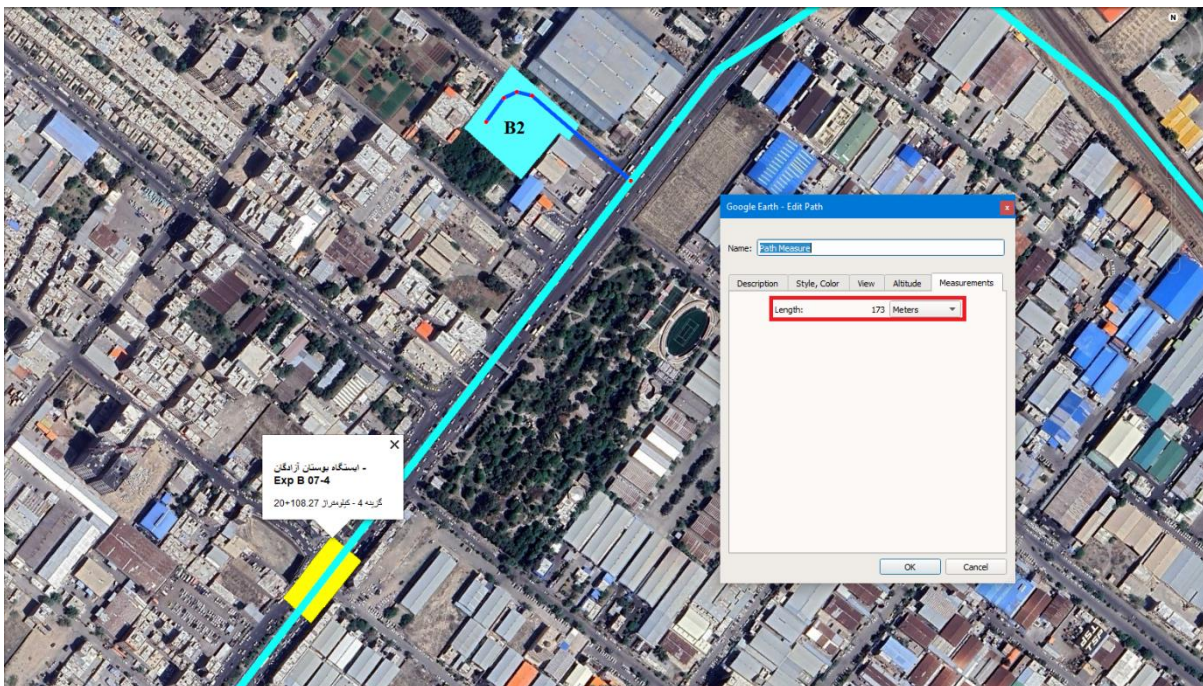 N
B2
Google Earth - Edit Path
x
Name: Path Measure
Description Style, Color View Altitude Measurements
Length: 173 Meters
OK Cancel
- ایستگاه بوستان آزادگان
Exp B 07-4
گزینه 4 - کیلومتراژ 20+108.27